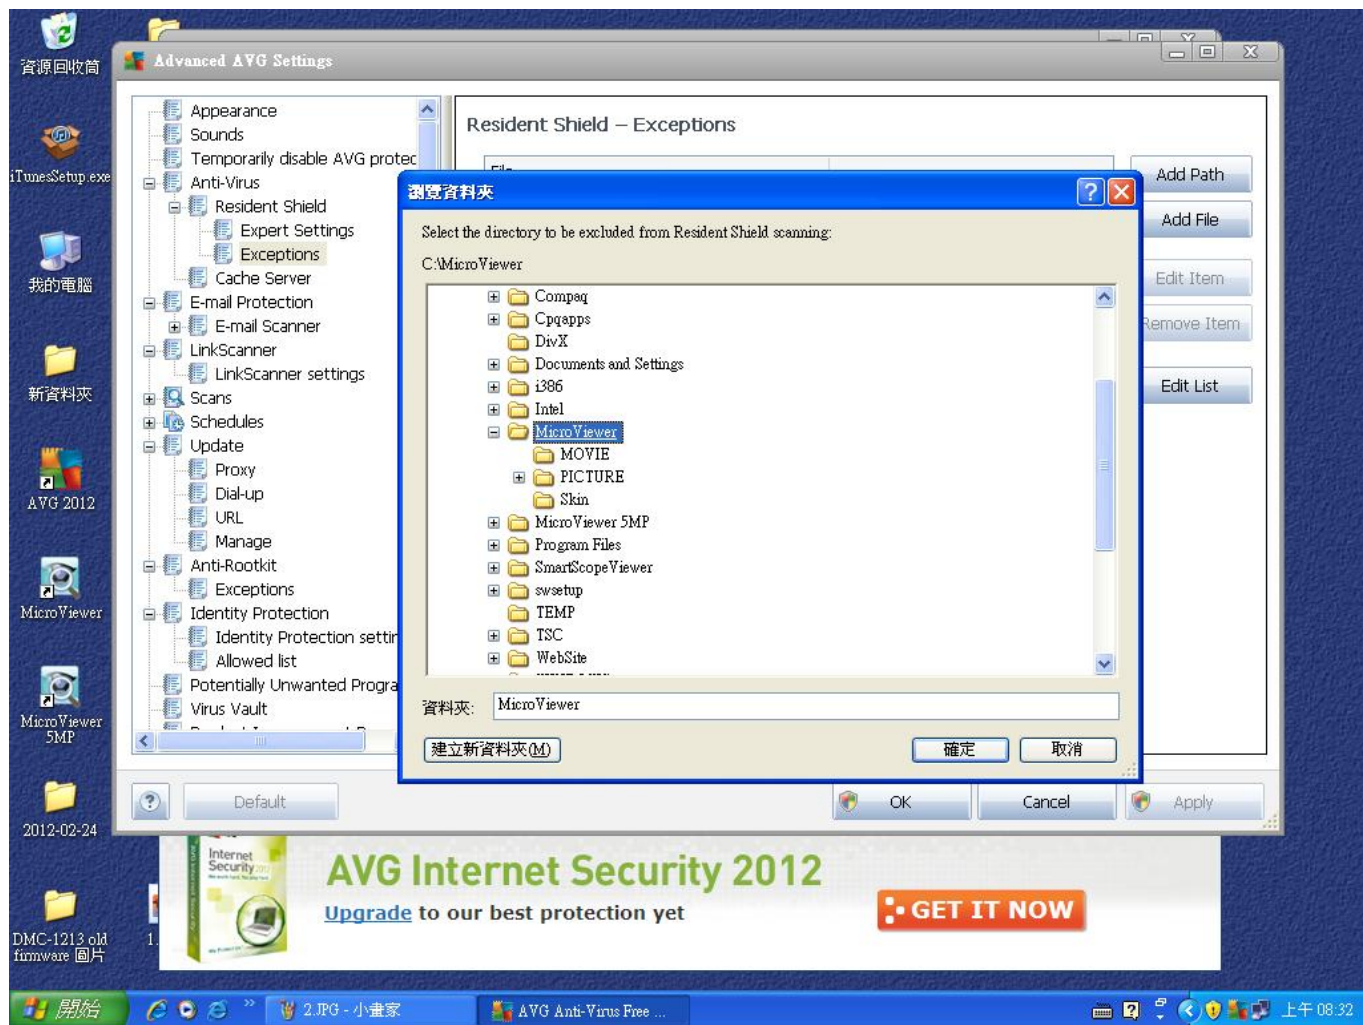 資源回收筒
iTunesSetup.exe
我的電腦
新資料夾
AVG 2012
MicroViewer
MicroViewer
5MP
2012-02-24
DMC-1213 old
firmware 圖片
1.
Advanced AVG Settings
Appearance
Sounds
Temporarily disable AVG protec
Anti-Virus
Resident Shield
Expert Settings
Exceptions
Cache Server
E-mail Protection
E-mail Scanner
LinkScanner
LinkScanner settings
Scans
Schedules
Update
Proxy
Dial-up
URL
Manage
Anti-Rootkit
Exceptions
Identity Protection
Identity Protection settin
Allowed list
Potentially Unwanted Progra
Virus Vault
Resident Shield – Exceptions
File
Add Path
Add File
Edit Item
Remove Item
Edit List
瀏覽資料夾
Select the directory to be excluded from Resident Shield scanning:
C:\MicroViewer
Compaq
Cpqapps
DivX
Documents and Settings
i386
Intel
MicroViewer
MOVIE
PICTURE
Skin
MicroViewer 5MP
Program Files
SmartScopeViewer
swsetup
TEMP
TSC
WebSite
資料夾: MicroViewer
建立新資料夾(M) 確定 取消
Default OK Cancel Apply
Internet
Security
AVG Internet Security 2012
Upgrade to our best protection yet
GET IT NOW
開始 2.JPG - 小畫家 AVG Anti-Virus Free ... 上午 08:32